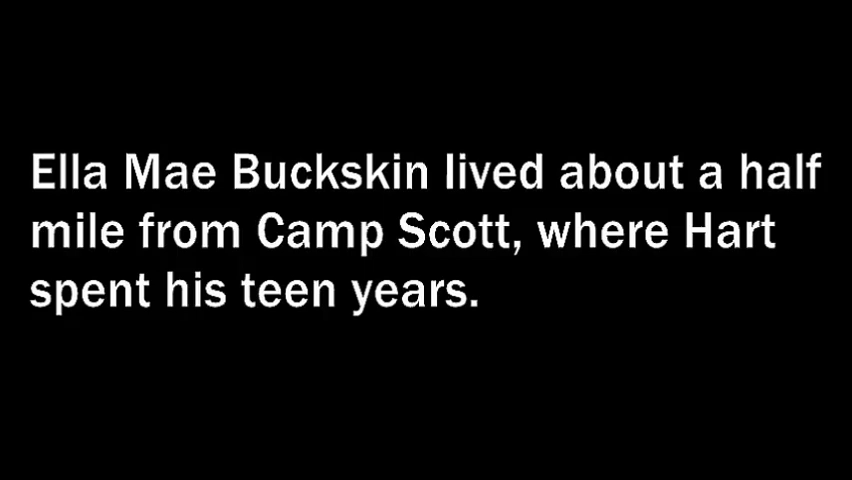 Ella Mae Buckskin lived about a half
mile from Camp Scott, where Hart
spent his teen years.